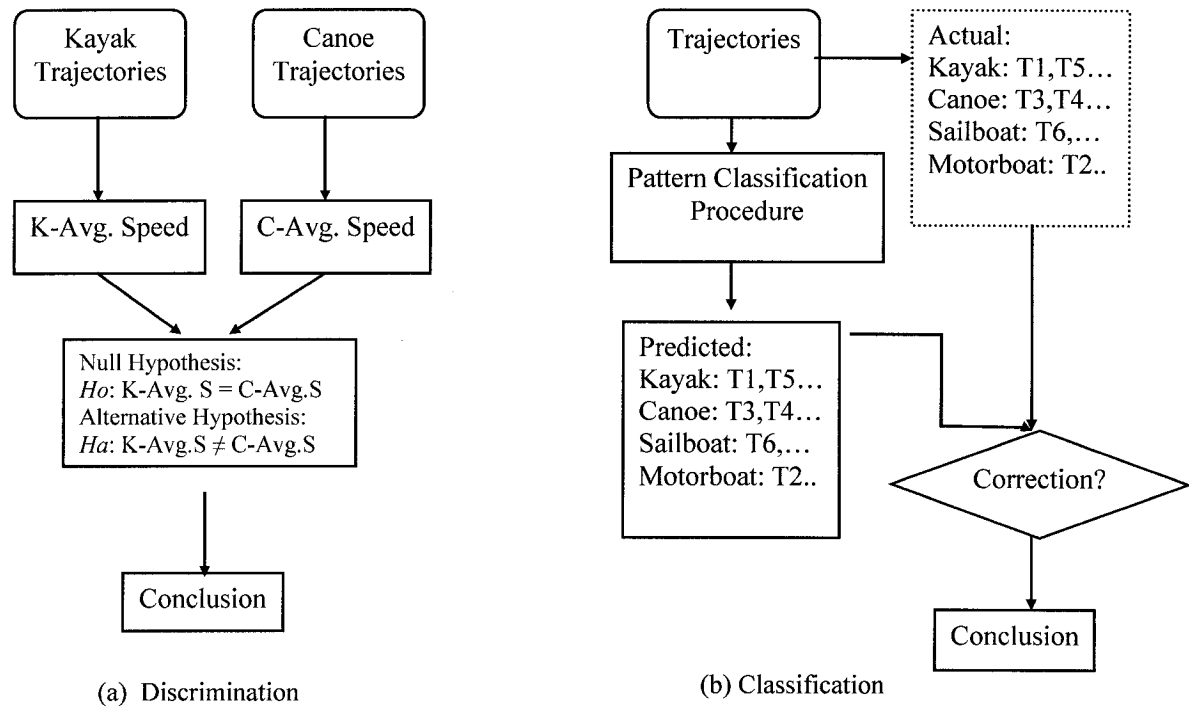 Kayak
Trajectories
Canoe
Trajectories
K-Avg. Speed
C-Avg. Speed
Null Hypothesis:
Ho: K-Avg. S = C-Avg.S
Alternative Hypothesis:
Ha: K-Avg.S ≠ C-Avg.S
Conclusion
(a) Discrimination
Trajectories
Actual:
Kayak: T1,T5...
Canoe: T3,T4...
Sailboat: T6,...
Motorboat: T2..
Pattern Classification
Procedure
Predicted:
Kayak: T1,T5...
Canoe: T3,T4...
Sailboat: T6,...
Motorboat: T2..
Correction?
Conclusion
(b) Classification